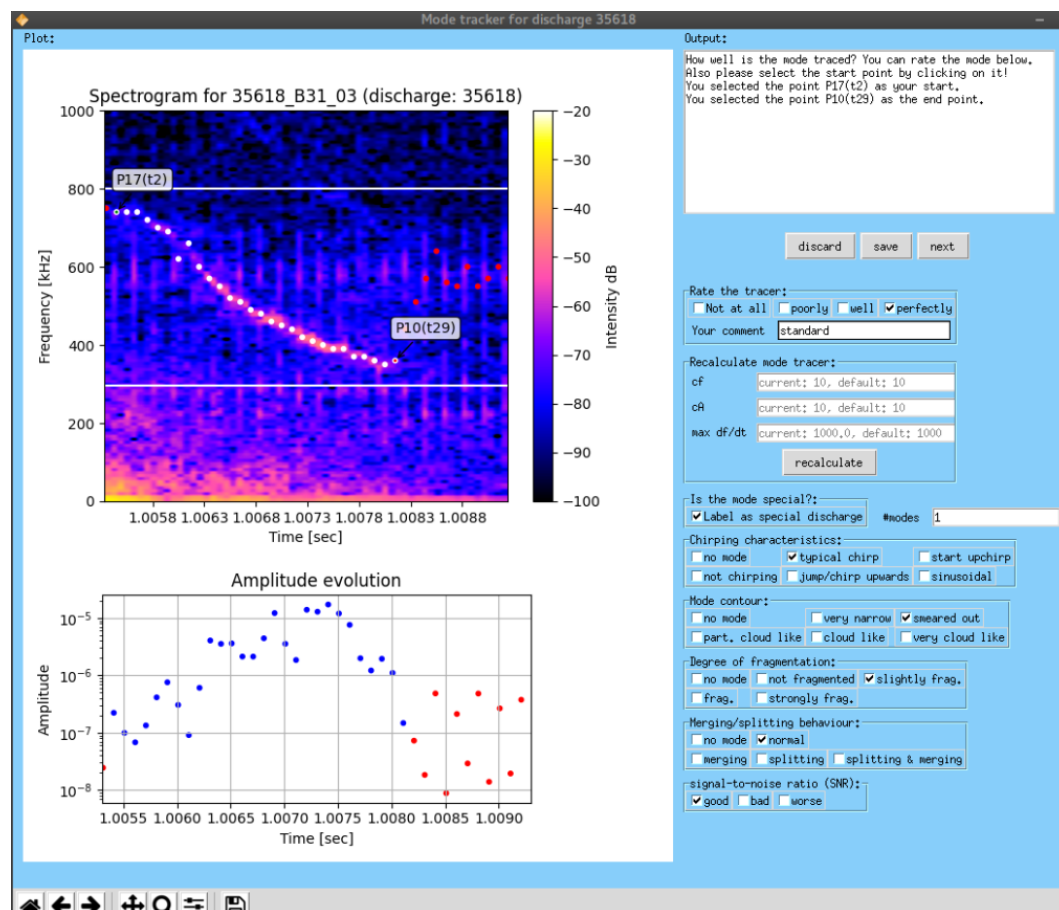 Mode tracker for discharge 35618
Plot:
Spectrogram for 35618_B31_03 (discharge: 35618)
1000
800
600
400
200
0
Frequency [kHz]
P17(t2)
P10(t29)
1.0058 1.0063 1.0068 1.0073 1.0078 1.0083 1.0088
Time [sec]
−20
−30
−40
−50
−60
−70
−80
−90
−100
Intensity dB
Amplitude evolution
10⁻⁵
10⁻⁶
10⁻⁷
10⁻⁸
Amplitude
1.0055 1.0060 1.0065 1.0070 1.0075 1.0080 1.0085 1.0090
Time [sec]
Output:
How well is the mode traced? You can rate the mode below.
Also please select the start point by clicking on it!
You selected the point P17(t2) as your start.
You selected the point P10(t29) as the end point.
discard save next
Rate the tracer:
Not at all poorly well perfectly
Your comment standard
Recalculate mode tracer:
cf current: 10, default: 10
cA current: 10, default: 10
max df/dt current: 1000.0, default: 1000
recalculate
Is the mode special?:
Label as special discharge #modes 1
Chirping characteristics:
no mode typical chirp start upchirp
not chirping jump/chirp upwards sinusoidal
Mode contour:
no mode very narrow smeared out
part. cloud like cloud like very cloud like
Degree of fragmentation:
no mode not fragmented slightly frag.
frag. strongly frag.
Merging/splitting behaviour:
no mode normal
merging splitting splitting & merging
signal-to-noise ratio (SNR):
good bad worse